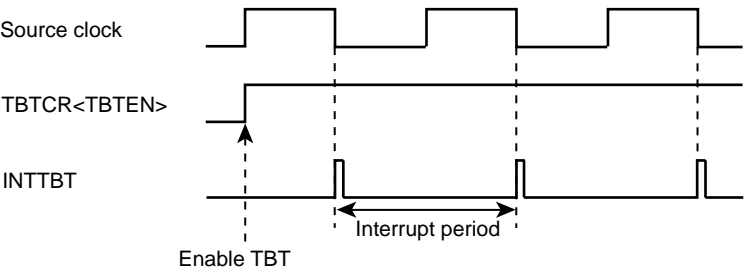 Source clock
TBTCR<TBTEN>
INTTBT
Interrupt period
Enable TBT